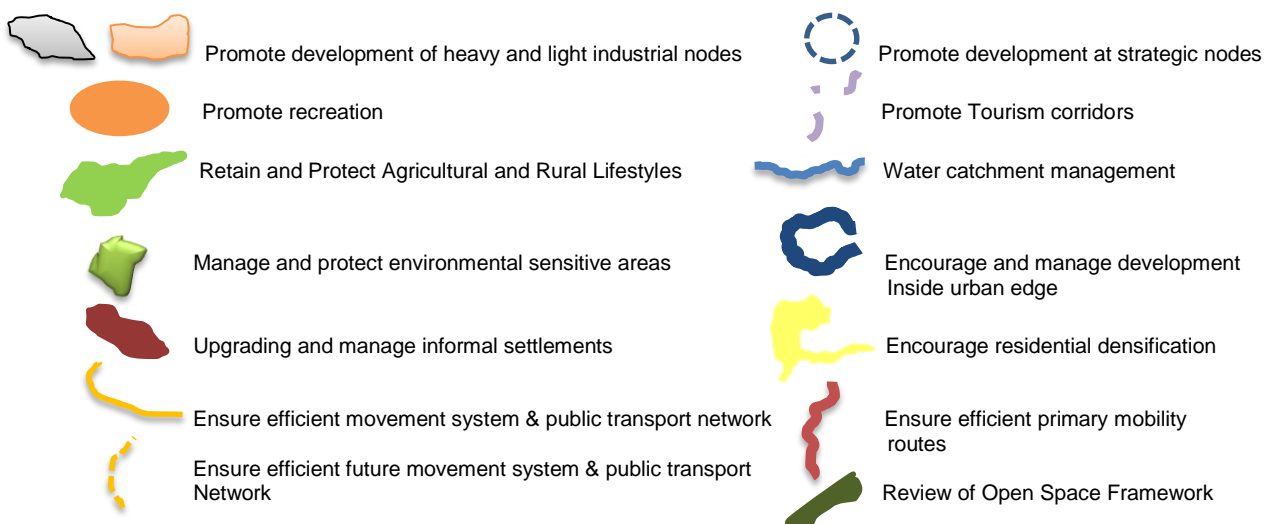 Promote development of heavy and light industrial nodes
Promote recreation
Retain and Protect Agricultural and Rural Lifestyles
Manage and protect environmental sensitive areas
Upgrading and manage informal settlements
Ensure efficient movement system & public transport network
Ensure efficient future movement system & public transport
Network
Promote development at strategic nodes
Promote Tourism corridors
Water catchment management
Encourage and manage development
Inside urban edge
Encourage residential densification
Ensure efficient primary mobility
routes
Review of Open Space Framework